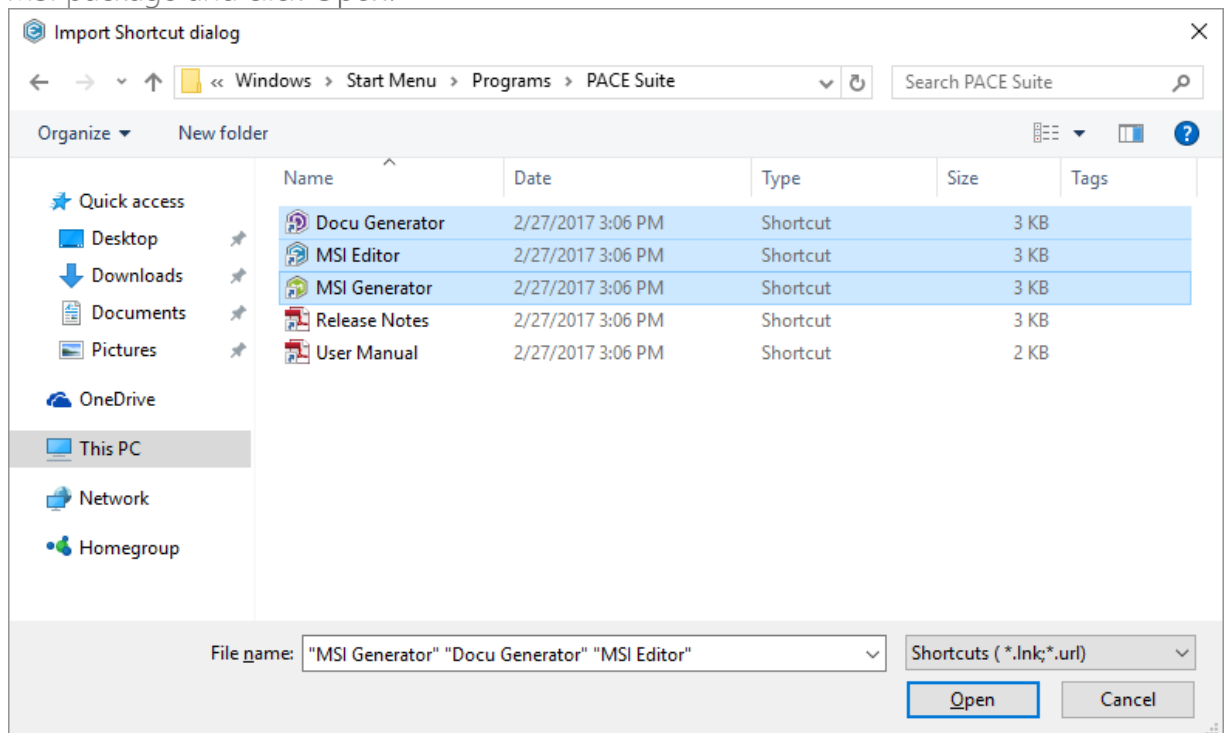 msi package and click Open.
Import Shortcut dialog
« Windows > Start Menu > Programs > PACE Suite
Search PACE Suite
Organize
New folder
Name Date Type Size Tags
Quick access
Desktop
Downloads
Documents
Pictures
OneDrive
This PC
Network
Homegroup
Docu Generator 2/27/2017 3:06 PM Shortcut 3 KB
MSI Editor 2/27/2017 3:06 PM Shortcut 3 KB
MSI Generator 2/27/2017 3:06 PM Shortcut 3 KB
Release Notes 2/27/2017 3:06 PM Shortcut 3 KB
User Manual 2/27/2017 3:06 PM Shortcut 2 KB
File name: "MSI Generator" "Docu Generator" "MSI Editor"
Shortcuts ( *.lnk;*.url)
Open
Cancel